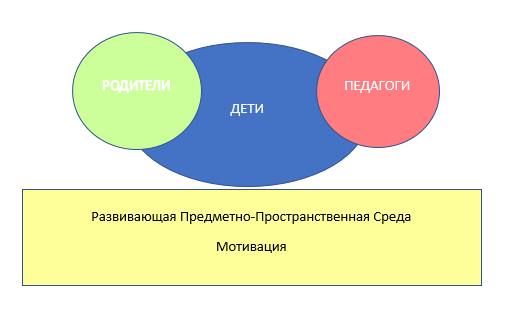 РОДИТЕЛИ
ДЕТИ
ПЕДАГОГИ
Развивающая Предметно-Пространственная Среда
Мотивация